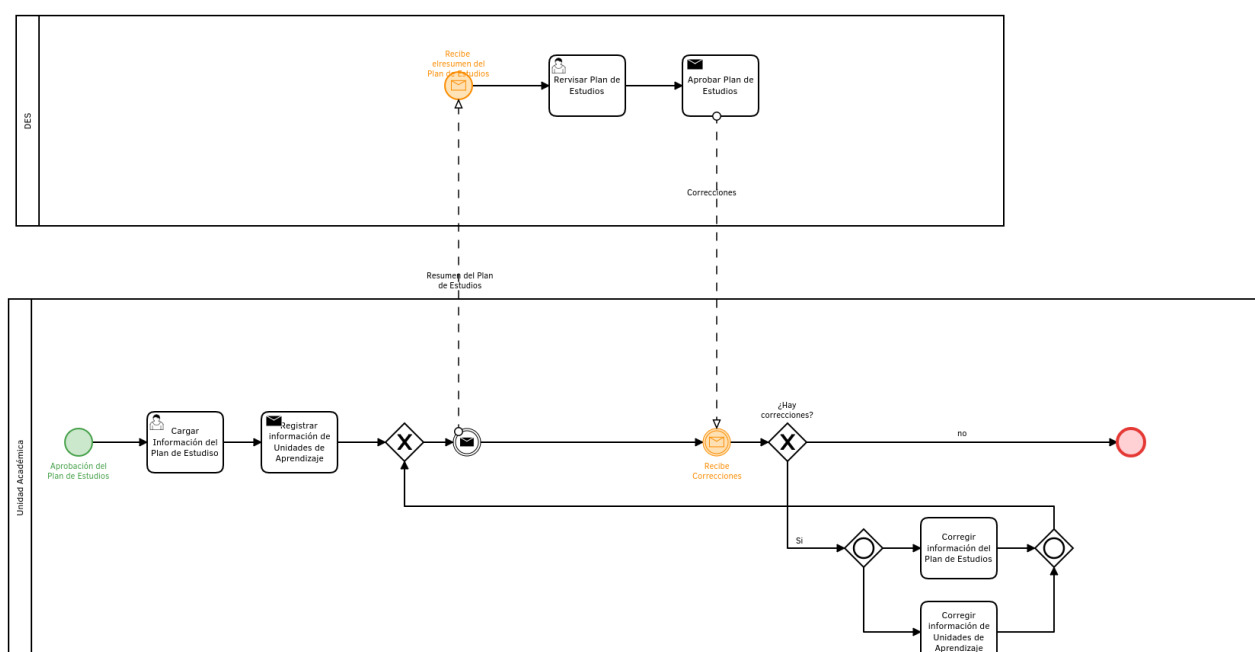 DES
Recibe
elresumen del
Plan de Estudios
Rervisar Plan de
Estudios
Aprobar Plan de
Estudios
Correcciones
Resumen del Plan
de Estudios
Unidad Académica
Aprobación del
Plan de Estudios
Cargar
Información del
Plan de Estudiso
Registrar
información de
Unidades de
Aprendizaje
Recibe
Correcciones
¿Hay
correcciones?
no
Si
Corregir
información del
Plan de Estudios
Corregir
información de
Unidades de
Aprendizaje